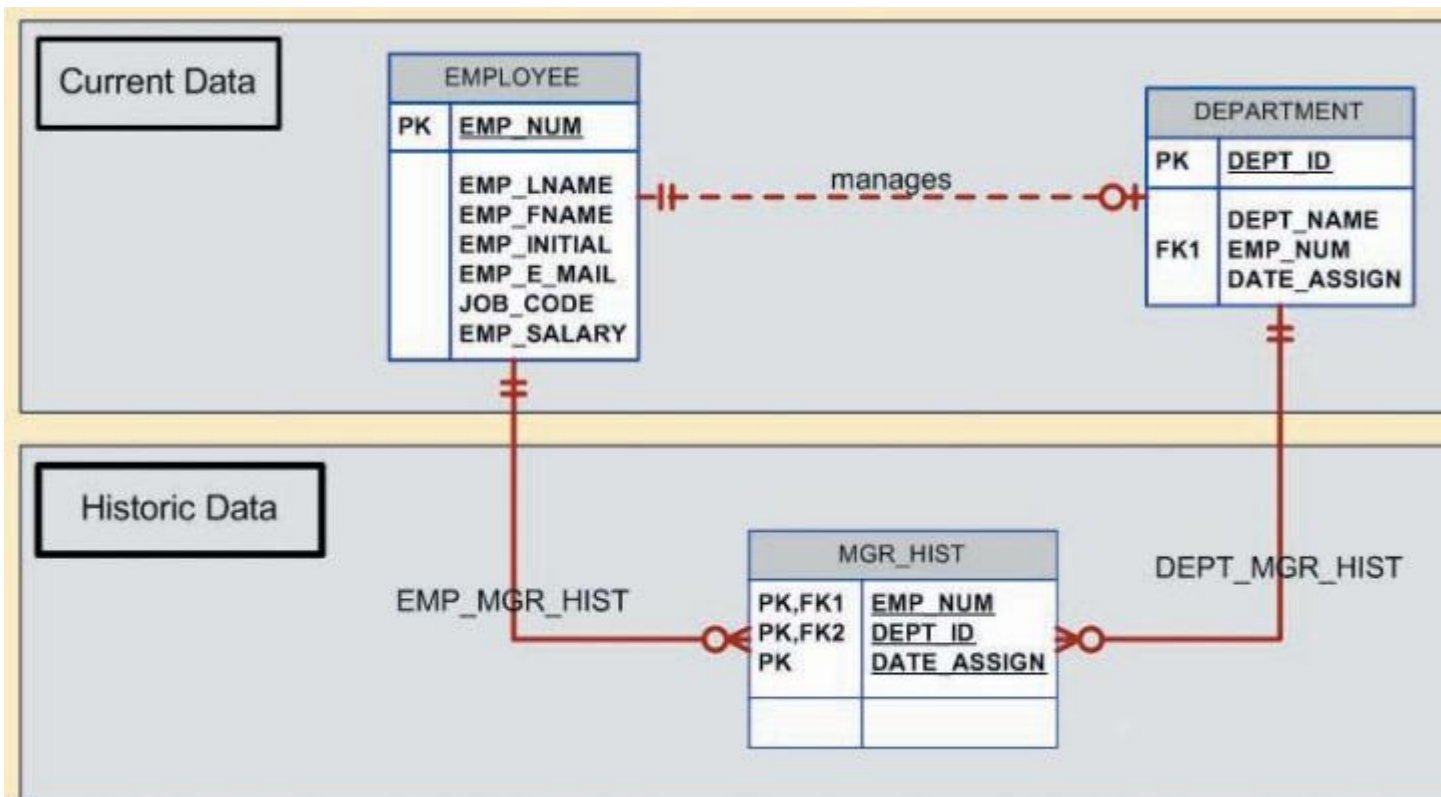 Current Data
EMPLOYEE
PK EMP_NUM
EMP_LNAME
EMP_FNAME
EMP_INITIAL
EMP_E_MAIL
JOB_CODE
EMP_SALARY
manages
DEPARTMENT
PK DEPT_ID
DEPT_NAME
FK1 EMP_NUM
DATE_ASSIGN
Historic Data
EMP_MGR_HIST
MGR_HIST
PK,FK1 EMP_NUM
PK,FK2 DEPT_ID
PK DATE_ASSIGN
DEPT_MGR_HIST